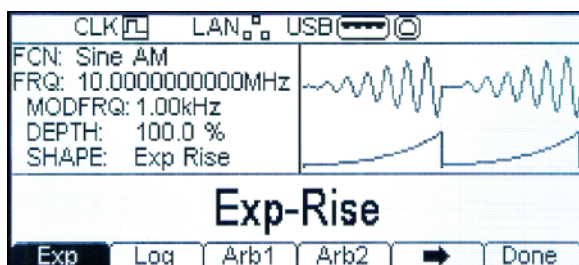 CLK LAN USB
FCN: Sine AM
FRQ: 10.0000000000MHz
MODFRQ: 1.00kHz
DEPTH: 100.0 %
SHAPE: Exp Rise
Exp-Rise
Exp Log Arb1 Arb2 Done